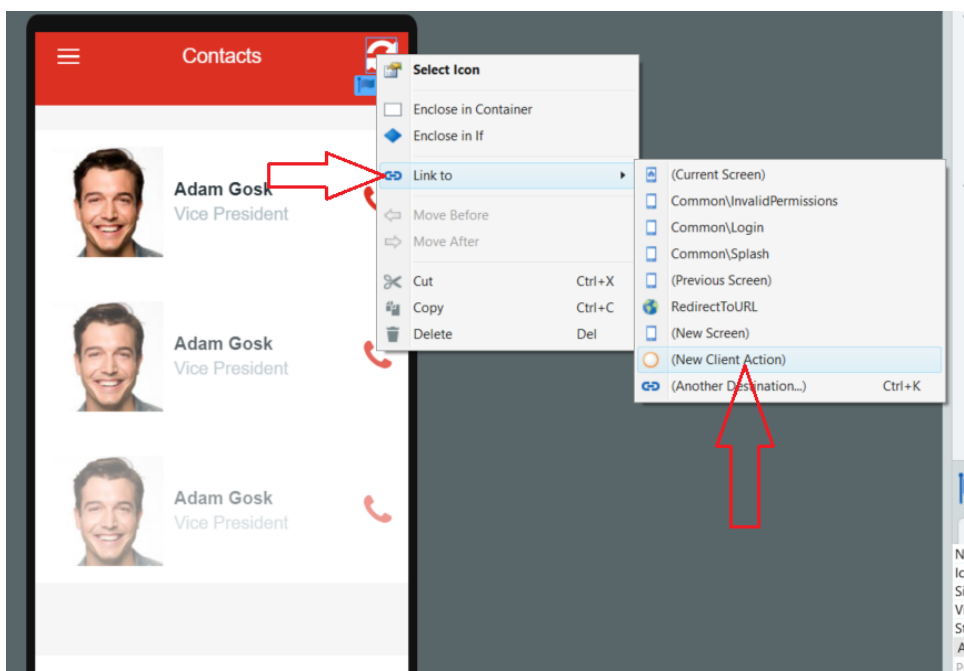 Contacts
Select Icon
Enclose in Container
Enclose in If
Link to
Move Before
Move After
Cut Ctrl+X
Copy Ctrl+C
Delete Del
(Current Screen)
Common\InvalidPermissions
Common\Login
Common\Splash
(Previous Screen)
RedirectToURL
(New Screen)
(New Client Action)
(Another Destination...) Ctrl+K
Adam Gosk
Vice President
Adam Gosk
Vice President
Adam Gosk
Vice President